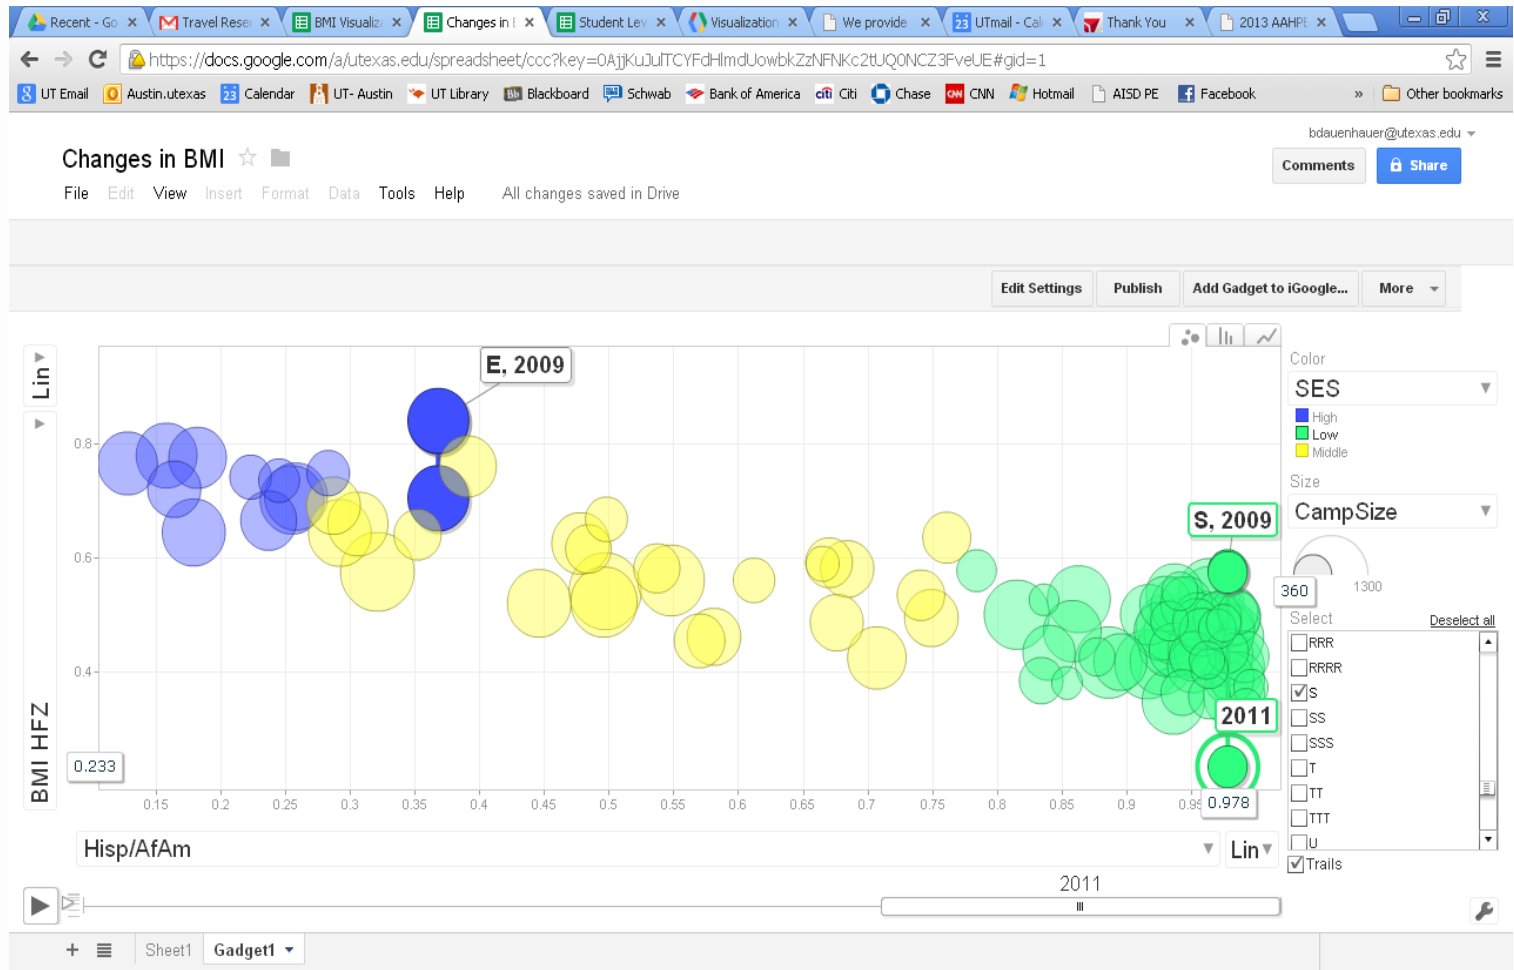 Recent - Go
Travel Reser
BMI Visualiz
Changes in B
Student Lev
Visualization
We provide
UTmail - Cal
Thank You
2013 AAHPE
https://docs.google.com/a/utexas.edu/spreadsheet/ccc?key=0AjjKuJulTCYFdHlmdUowbkZzNFNKc2tUQ0NCZ3FveUE#gid=1
UT Email Austin.utexas Calendar UT- Austin UT Library Blackboard Schwab Bank of America Citi Chase CNN Hotmail AISD PE Facebook » Other bookmarks
bdauenhauer@utexas.edu
Changes in BMI
Comments Share
File Edit View Insert Format Data Tools Help All changes saved in Drive
Edit Settings Publish Add Gadget to iGoogle... More
Lin
BMI HFZ
0.8
0.6
0.4
0.233
E, 2009
S, 2009
2011
0.15 0.2 0.25 0.3 0.35 0.4 0.45 0.5 0.55 0.6 0.65 0.7 0.75 0.8 0.85 0.9 0.978
Hisp/AfAm
Lin
Color
SES
High
Low
Middle
Size
CampSize
360
1300
Select Deselect all
RRR
RRRR
S
SS
SSS
T
TT
TTT
U
Trails
2011
Sheet1 Gadget1